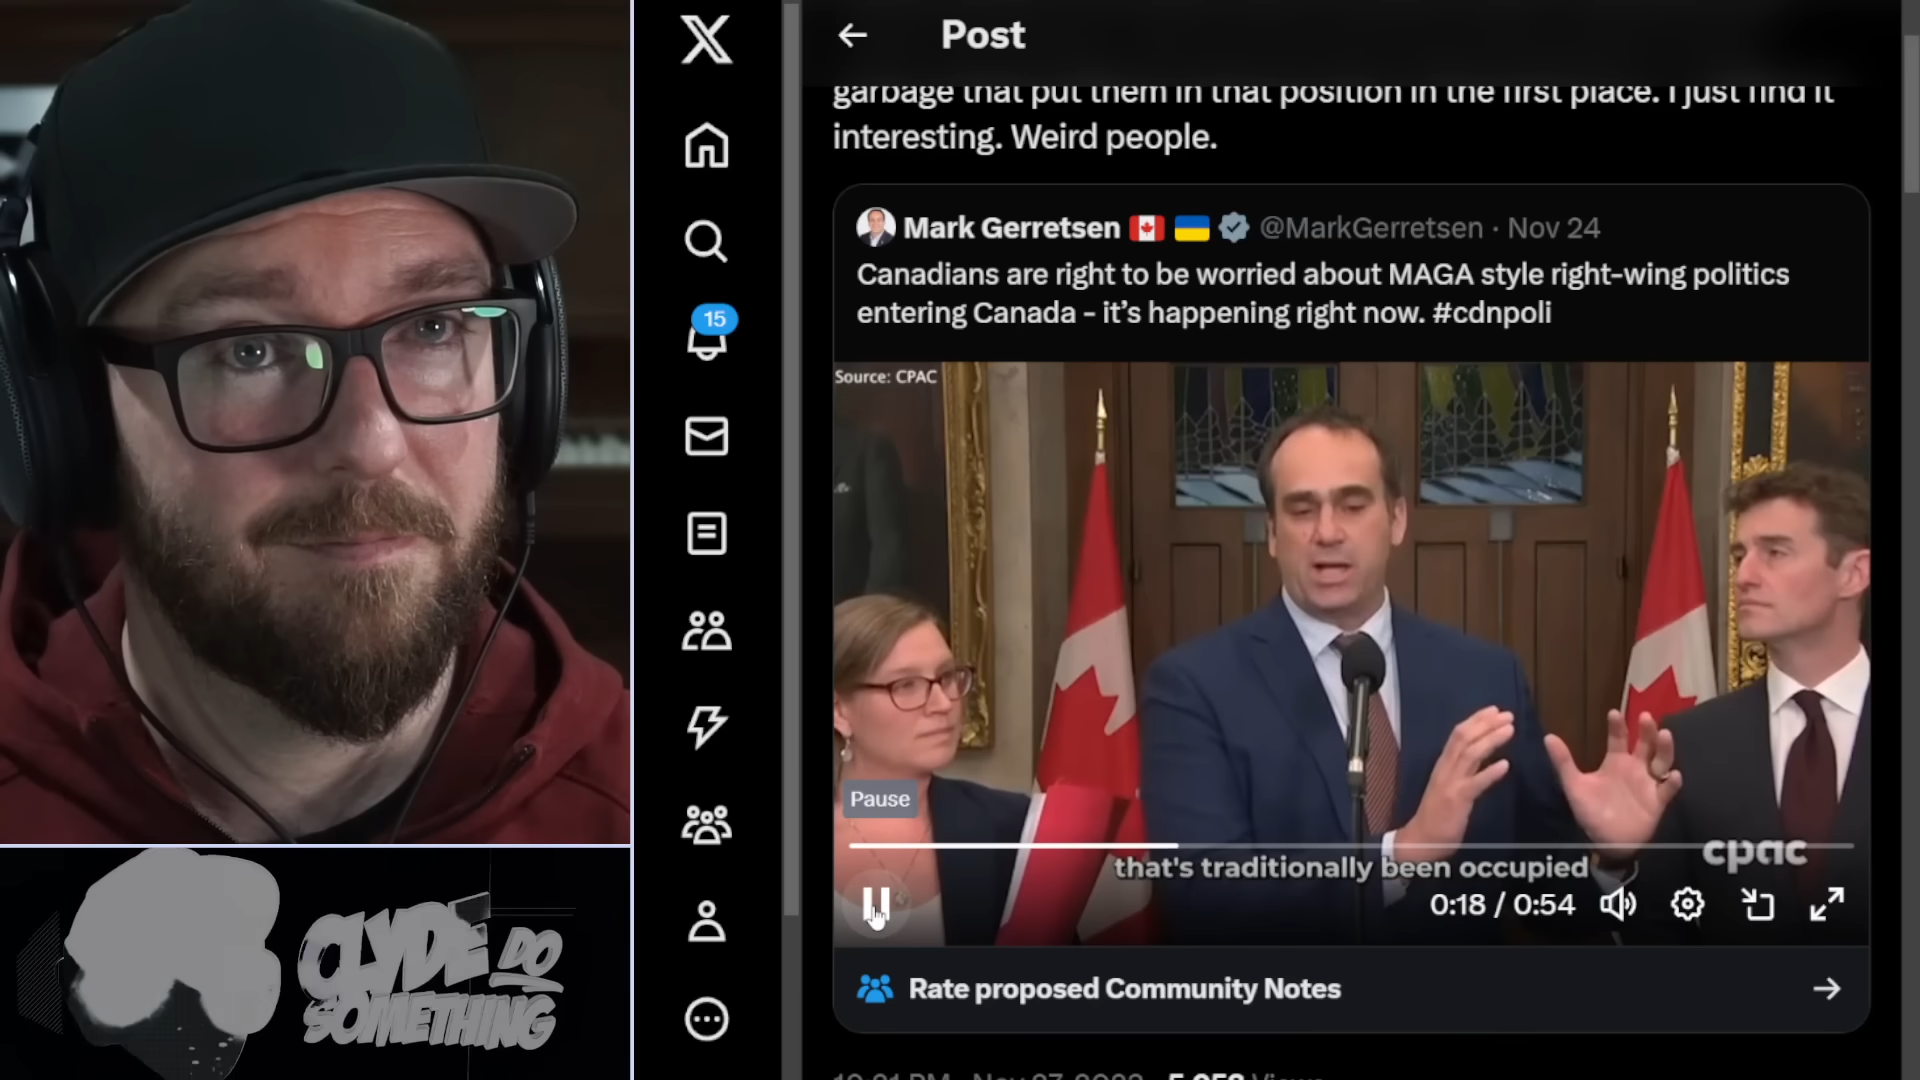 Post
garbage that put them in that position in the first place. I just find it
interesting. Weird people.
15
Mark Gerretsen @MarkGerretsen · Nov 24
Canadians are right to be worried about MAGA style right-wing politics
entering Canada - it's happening right now. #cdnpoli
Source: CPAC
Pause
cpac
that's traditionally been occupied
0:18 / 0:54
Rate proposed Community Notes
CLYDE DO
SOMETHING